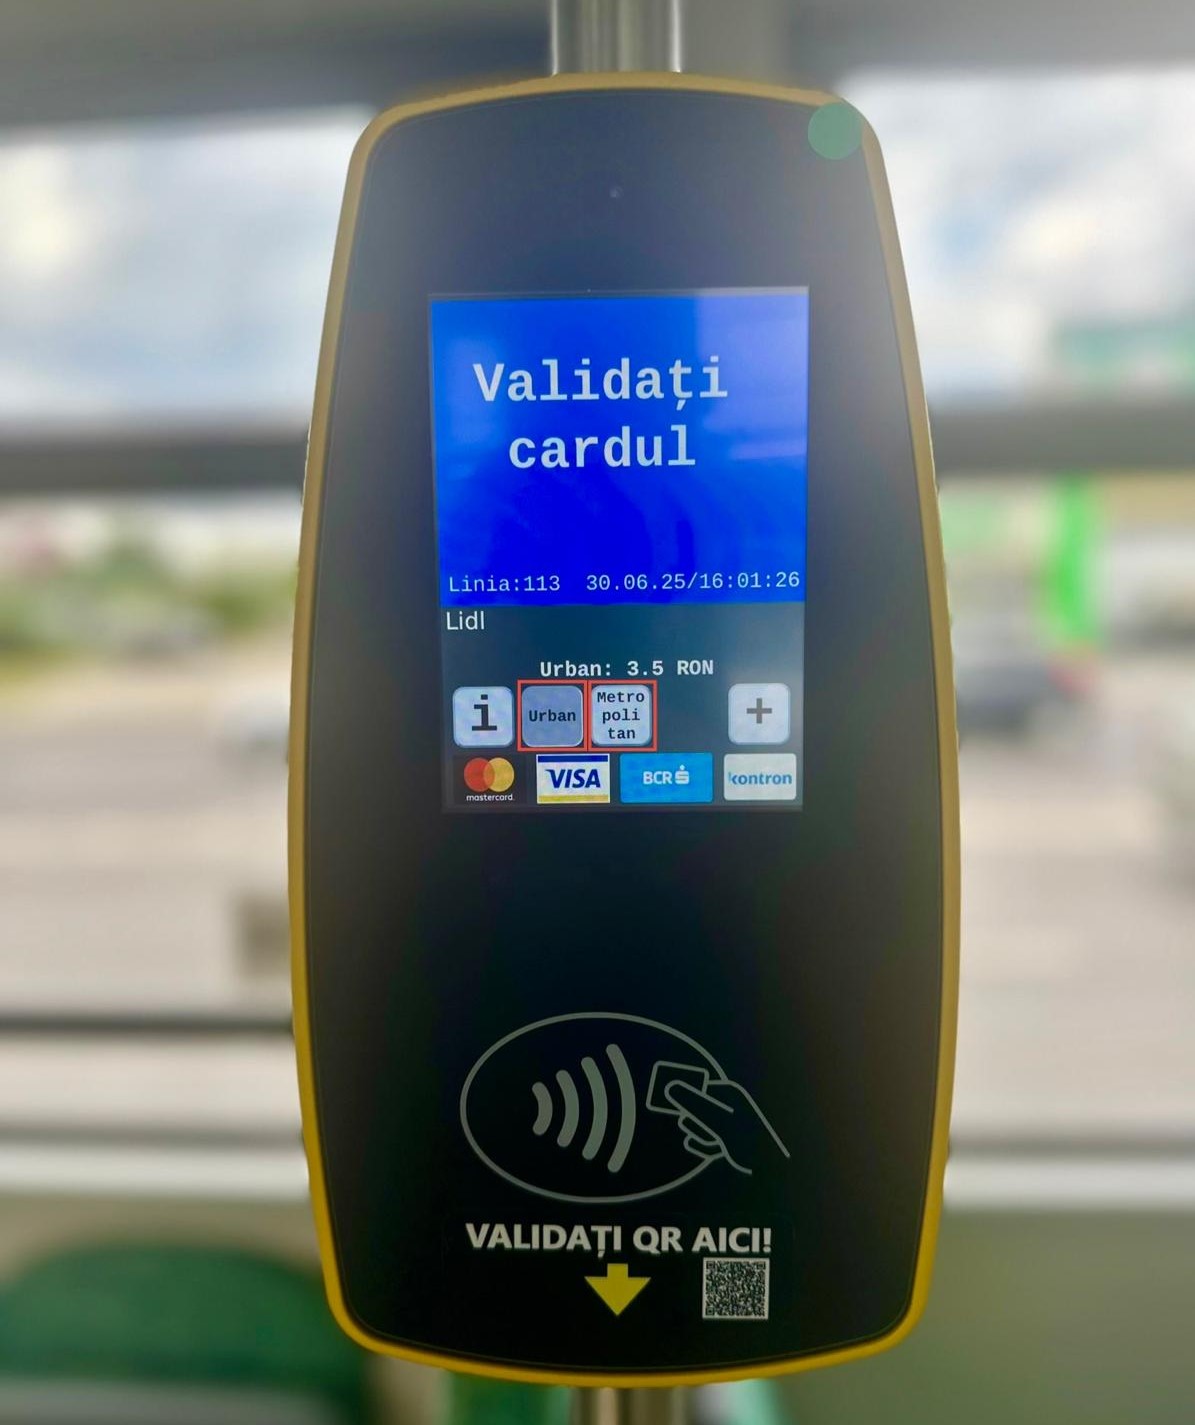 Validați
cardul
Linia:113 30.06.25/16:01:26
Lidl
Urban: 3.5 RON
i Urban Metro
poli
tan +
mastercard. VISA BCR kontron
VALIDAȚI QR AICI!